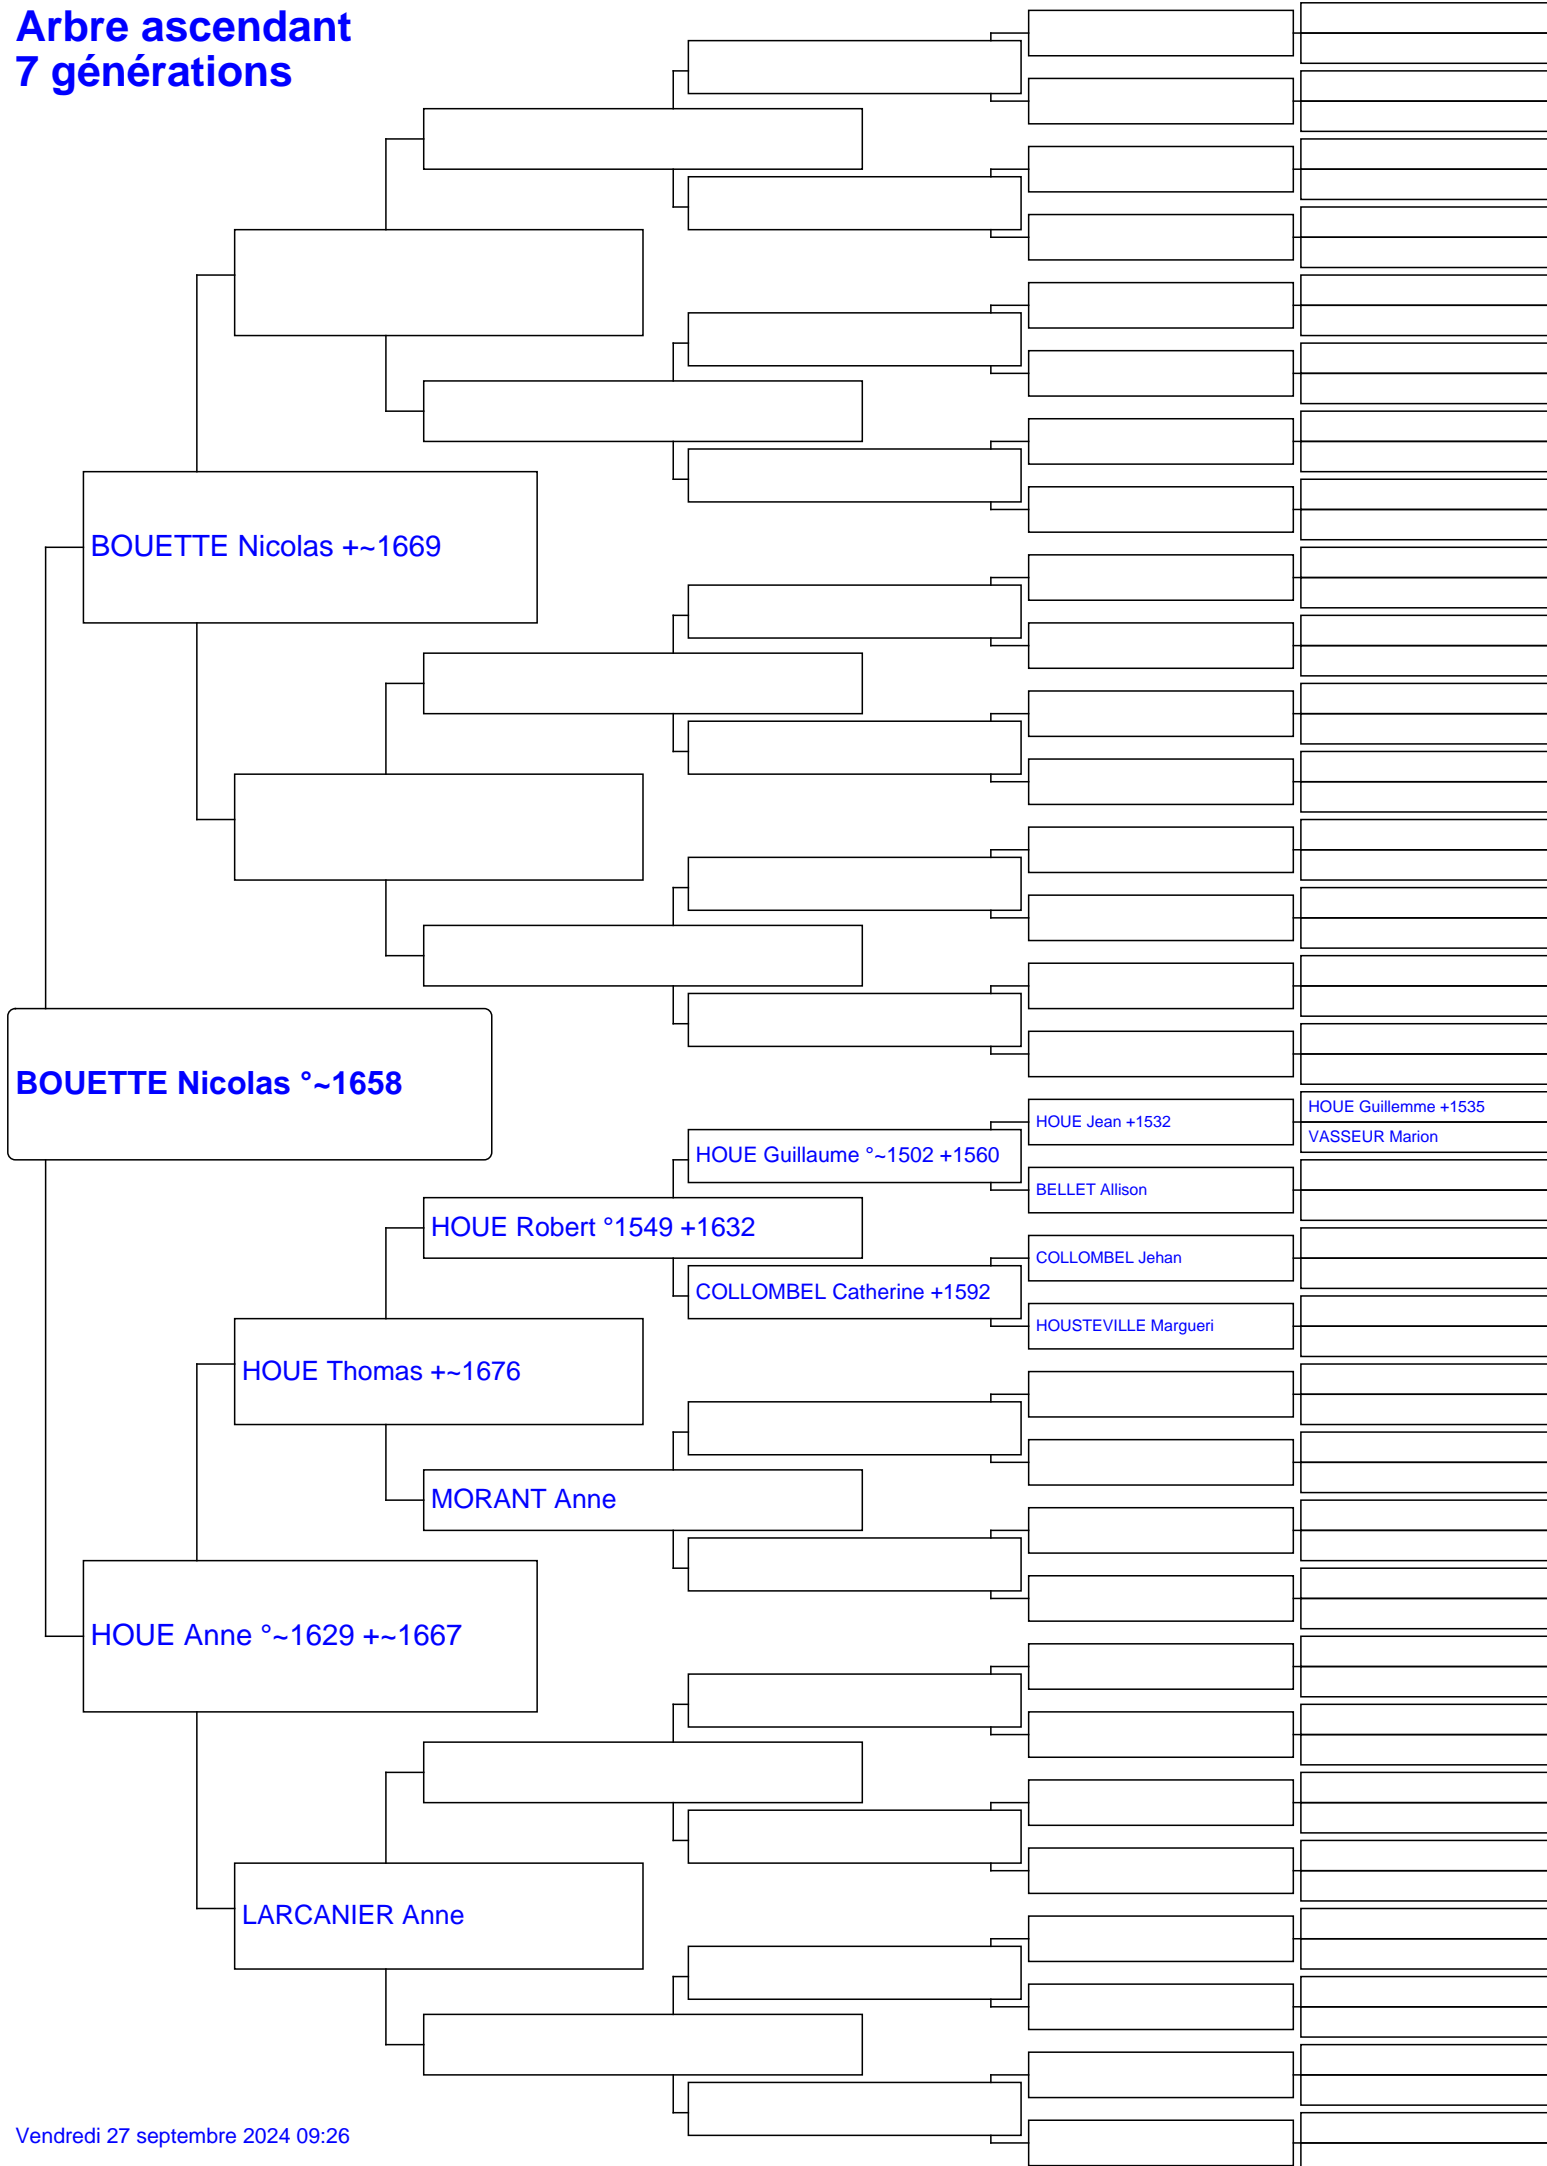 Arbre ascendant
7 générations
BOUETTE Nicolas +~1669
BOUETTE Nicolas °~1658
HOUE Guillemme +1535
HOUE Jean +1532
VASSEUR Marion
HOUE Guillaume °~1502 +1560
BELLET Allison
HOUE Robert °1549 +1632
COLLOMBEL Jehan
COLLOMBEL Catherine +1592
HOUSTEVILLE Margueri
HOUE Thomas +~1676
MORANT Anne
HOUE Anne °~1629 +~1667
LARCANIER Anne
Vendredi 27 septembre 2024 09:26